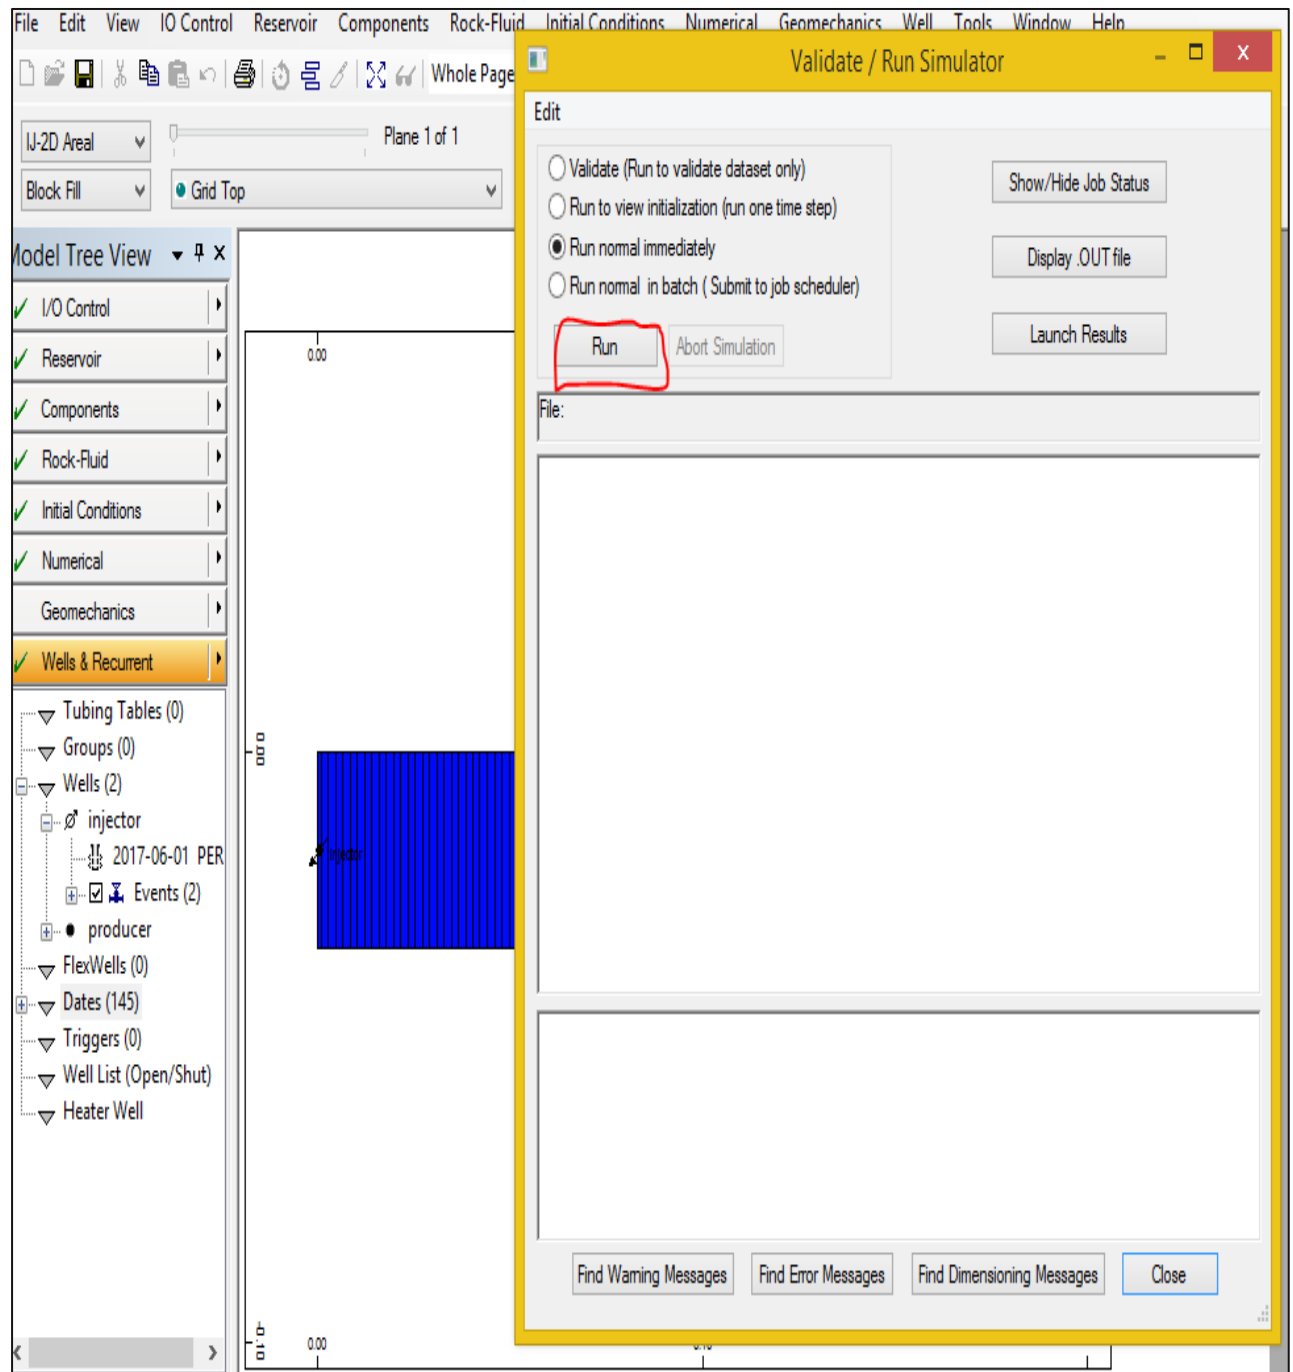 File Edit View IO Control Reservoir Components Rock-Fluid Initial Conditions Numerical Geomechanics Well Tools Window Help
Whole Page
IJ-2D Areal
Plane 1 of 1
Block Fill
Grid Top
Model Tree View
I/O Control
Reservoir
Components
Rock-Fluid
Initial Conditions
Numerical
Geomechanics
Wells & Recurrent
Tubing Tables (0)
Groups (0)
Wells (2)
injector
2017-06-01 PER
Events (2)
producer
FlexWells (0)
Dates (145)
Triggers (0)
Well List (Open/Shut)
Heater Well
0.00
0.00
injector
-0.10
0.00
Validate / Run Simulator
X
Edit
Validate (Run to validate dataset only)
Run to view initialization (run one time step)
Run normal immediately
Run normal in batch ( Submit to job scheduler)
Run
Abort Simulation
Show/Hide Job Status
Display .OUT file
Launch Results
File:
Find Warning Messages
Find Error Messages
Find Dimensioning Messages
Close